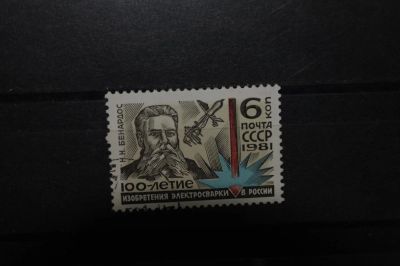 Н.Н. БЕНАРДОС
6 КОП
ПОЧТА
СССР
1981
100-ЛЕТИЕ
ИЗОБРЕТЕНИЯ ЭЛЕКТРОСВАРКИ В РОССИИ